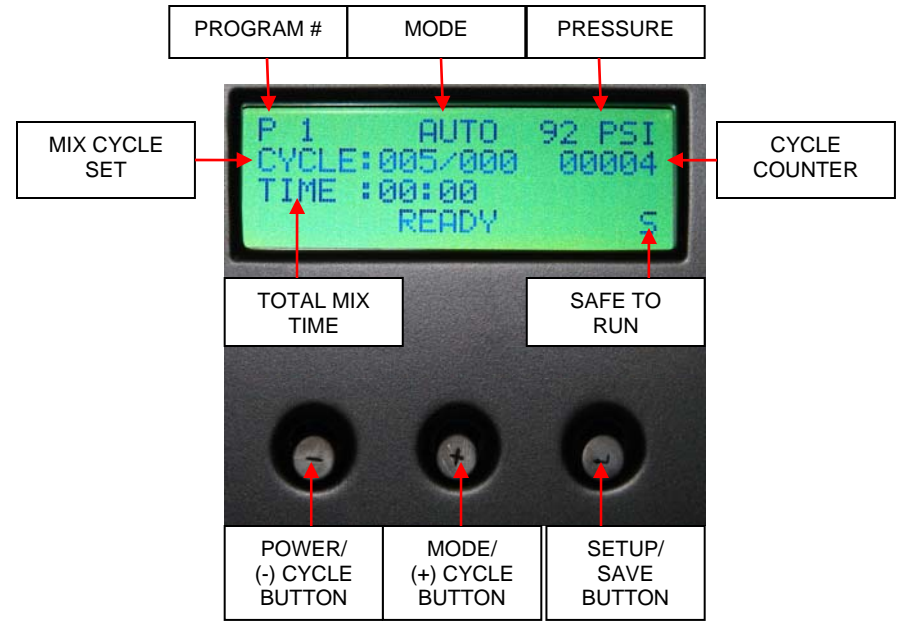 PROGRAM #
MODE
PRESSURE
MIX CYCLE
SET
P 1 AUTO 92 PSI
CYCLE:005/000 00004
TIME :00:00
READY S
CYCLE
COUNTER
TOTAL MIX
TIME
SAFE TO
RUN
-
+
↵
POWER/
(-) CYCLE
BUTTON
MODE/
(+) CYCLE
BUTTON
SETUP/
SAVE
BUTTON